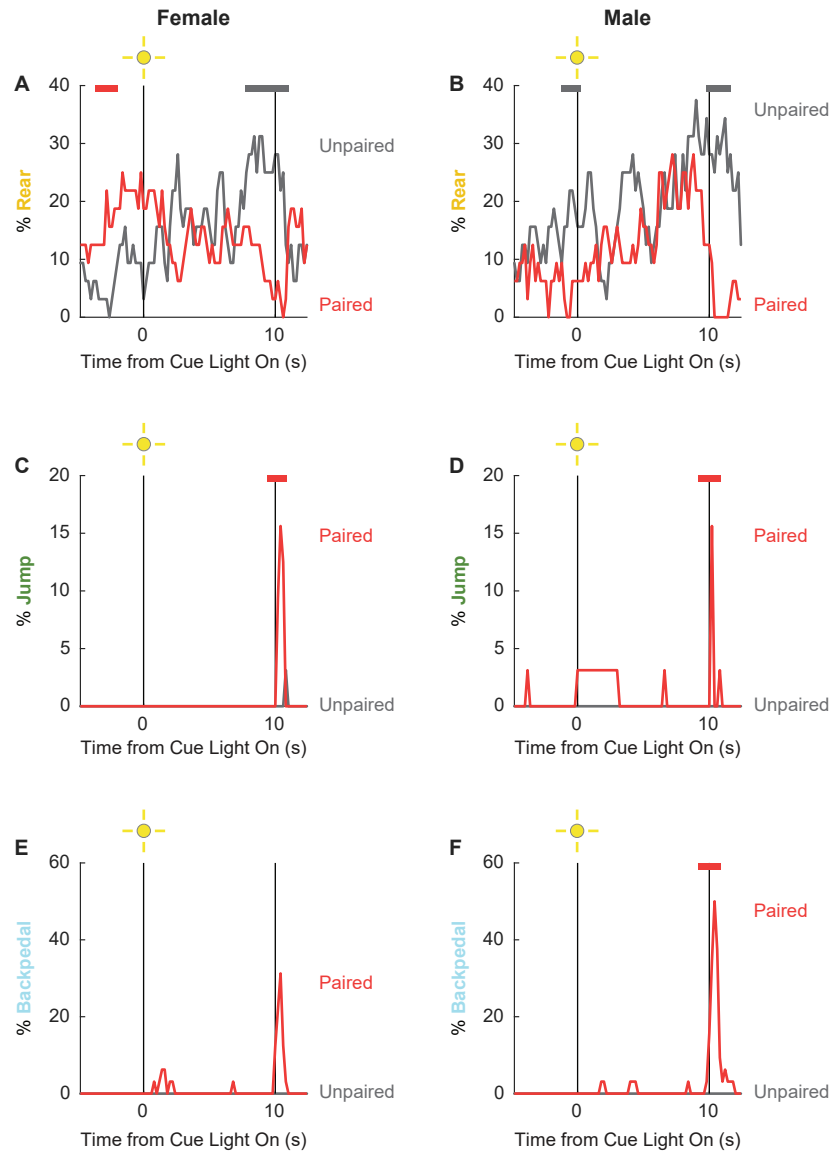 Female
Male
A
40
30
20
10
0
% Rear
Unpaired
Paired
0
10
Time from Cue Light On (s)
B
40
30
20
10
0
% Rear
Unpaired
Paired
0
10
Time from Cue Light On (s)
C
20
15
10
5
0
% Jump
Paired
Unpaired
0
10
Time from Cue Light On (s)
D
20
15
10
5
0
% Jump
Paired
Unpaired
0
10
Time from Cue Light On (s)
E
60
40
20
0
% Backpedal
Paired
Unpaired
0
10
Time from Cue Light On (s)
F
60
40
20
0
% Backpedal
Paired
Unpaired
0
10
Time from Cue Light On (s)